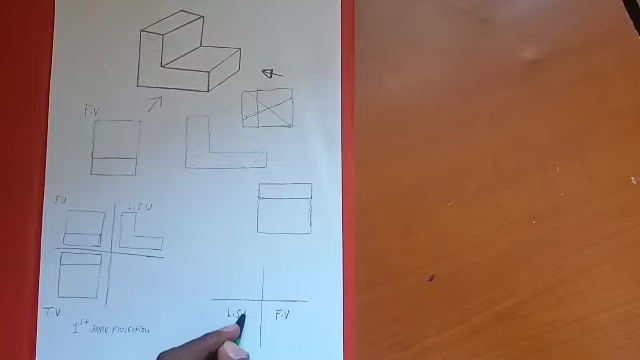 F.V
F.V L.S.V
T.V
1st angle projection
L.S.V F.V